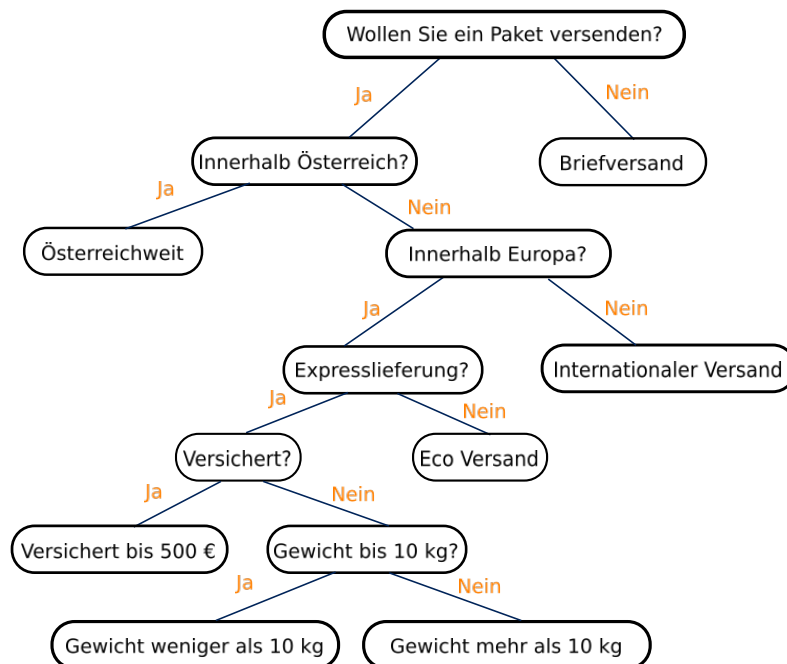 Wollen Sie ein Paket versenden?
Ja
Nein
Innerhalb Österreich?
Briefversand
Ja
Nein
Österreichweit
Innerhalb Europa?
Ja
Nein
Expresslieferung?
Internationaler Versand
Ja
Nein
Versichert?
Eco Versand
Ja
Nein
Versichert bis 500 €
Gewicht bis 10 kg?
Ja
Nein
Gewicht weniger als 10 kg
Gewicht mehr als 10 kg